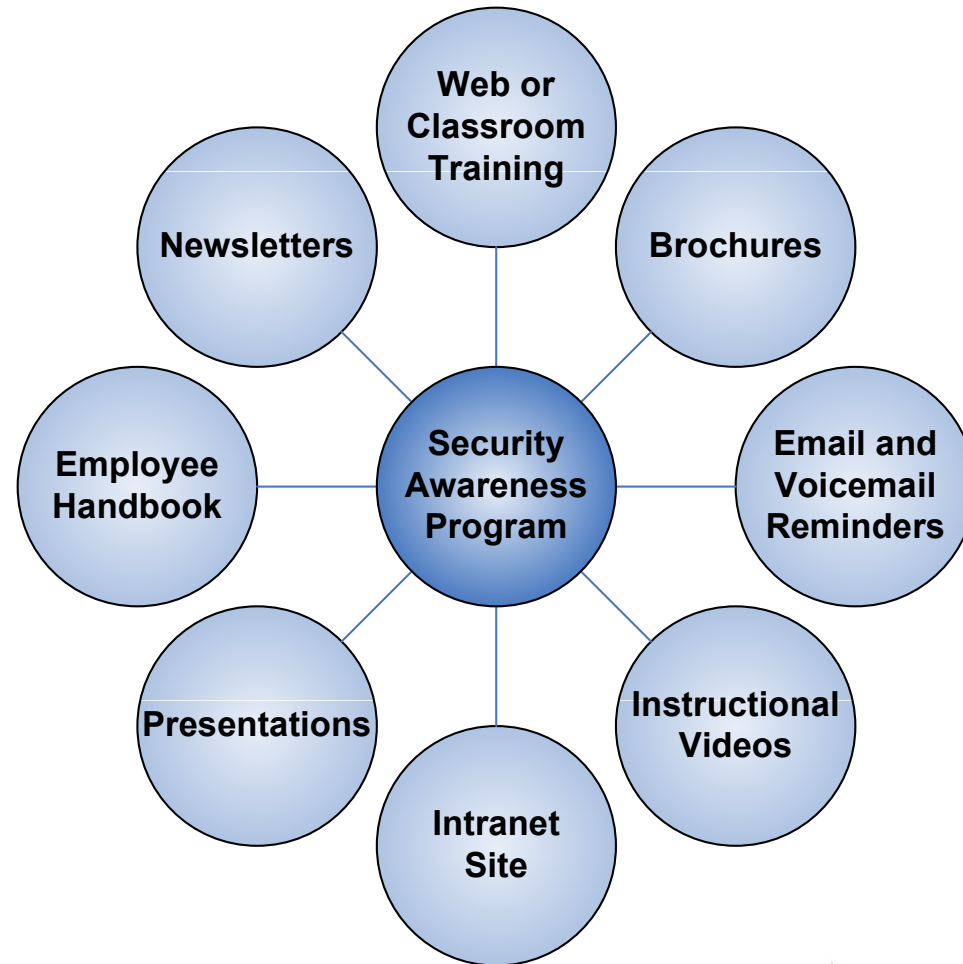 Web or
Classroom
Training
Newsletters
Brochures
Employee
Handbook
Security
Awareness
Program
Email and
Voicemail
Reminders
Presentations
Instructional
Videos
Intranet
Site